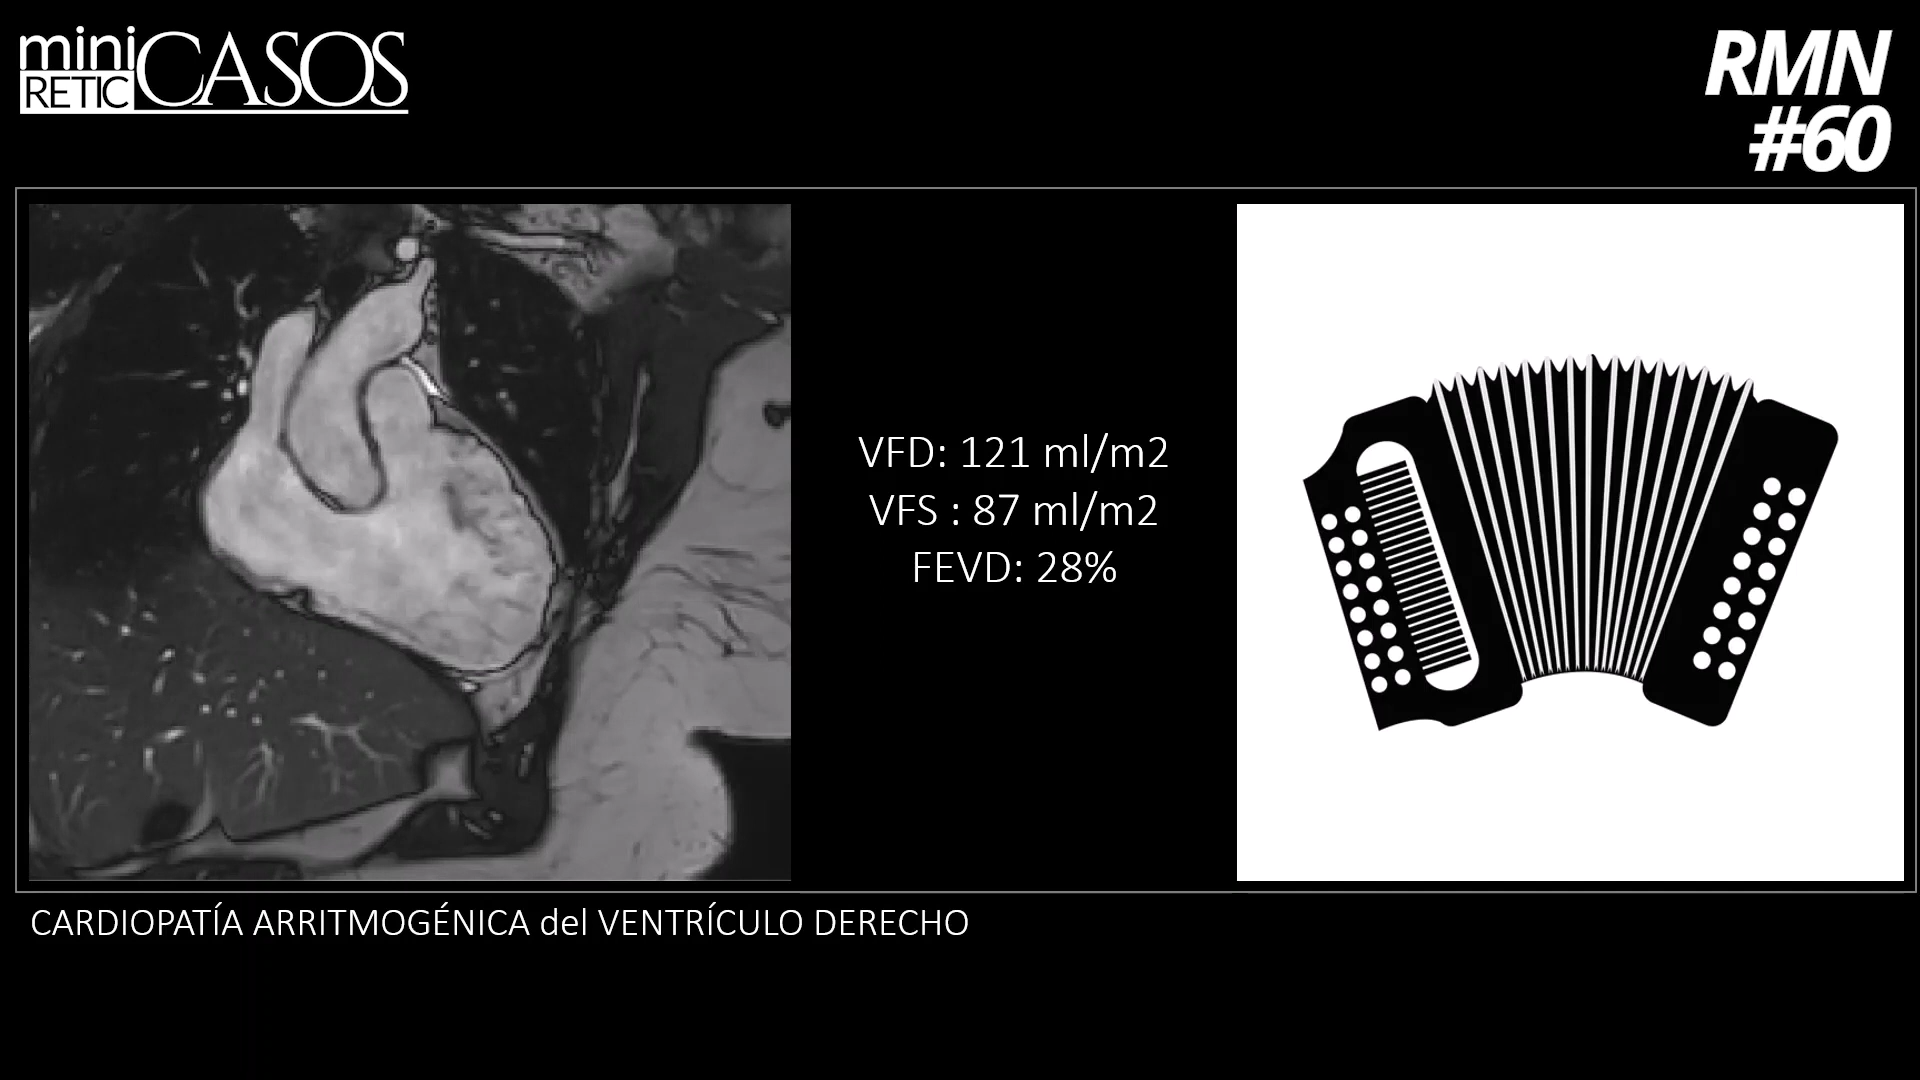 mini
RETIC CASOS
RMN
#60
VFD: 121 ml/m2
VFS : 87 ml/m2
FEVD: 28%
CARDIOPATÍA ARRITMOGÉNICA del VENTRÍCULO DERECHO